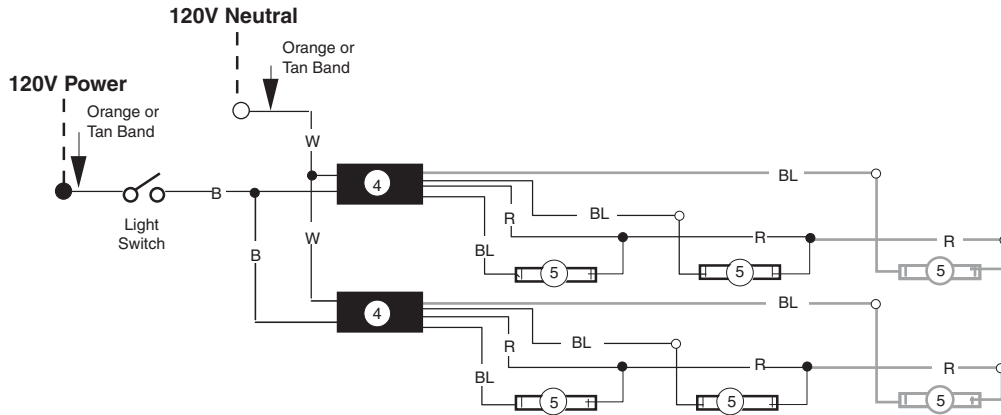 120V Neutral
Orange or
Tan Band
120V Power
Orange or
Tan Band
W
4
BL
B
Light
Switch
R
BL
R
R
W
BL
5
5
5
B
4
BL
R
BL
R
R
BL
5
5
5